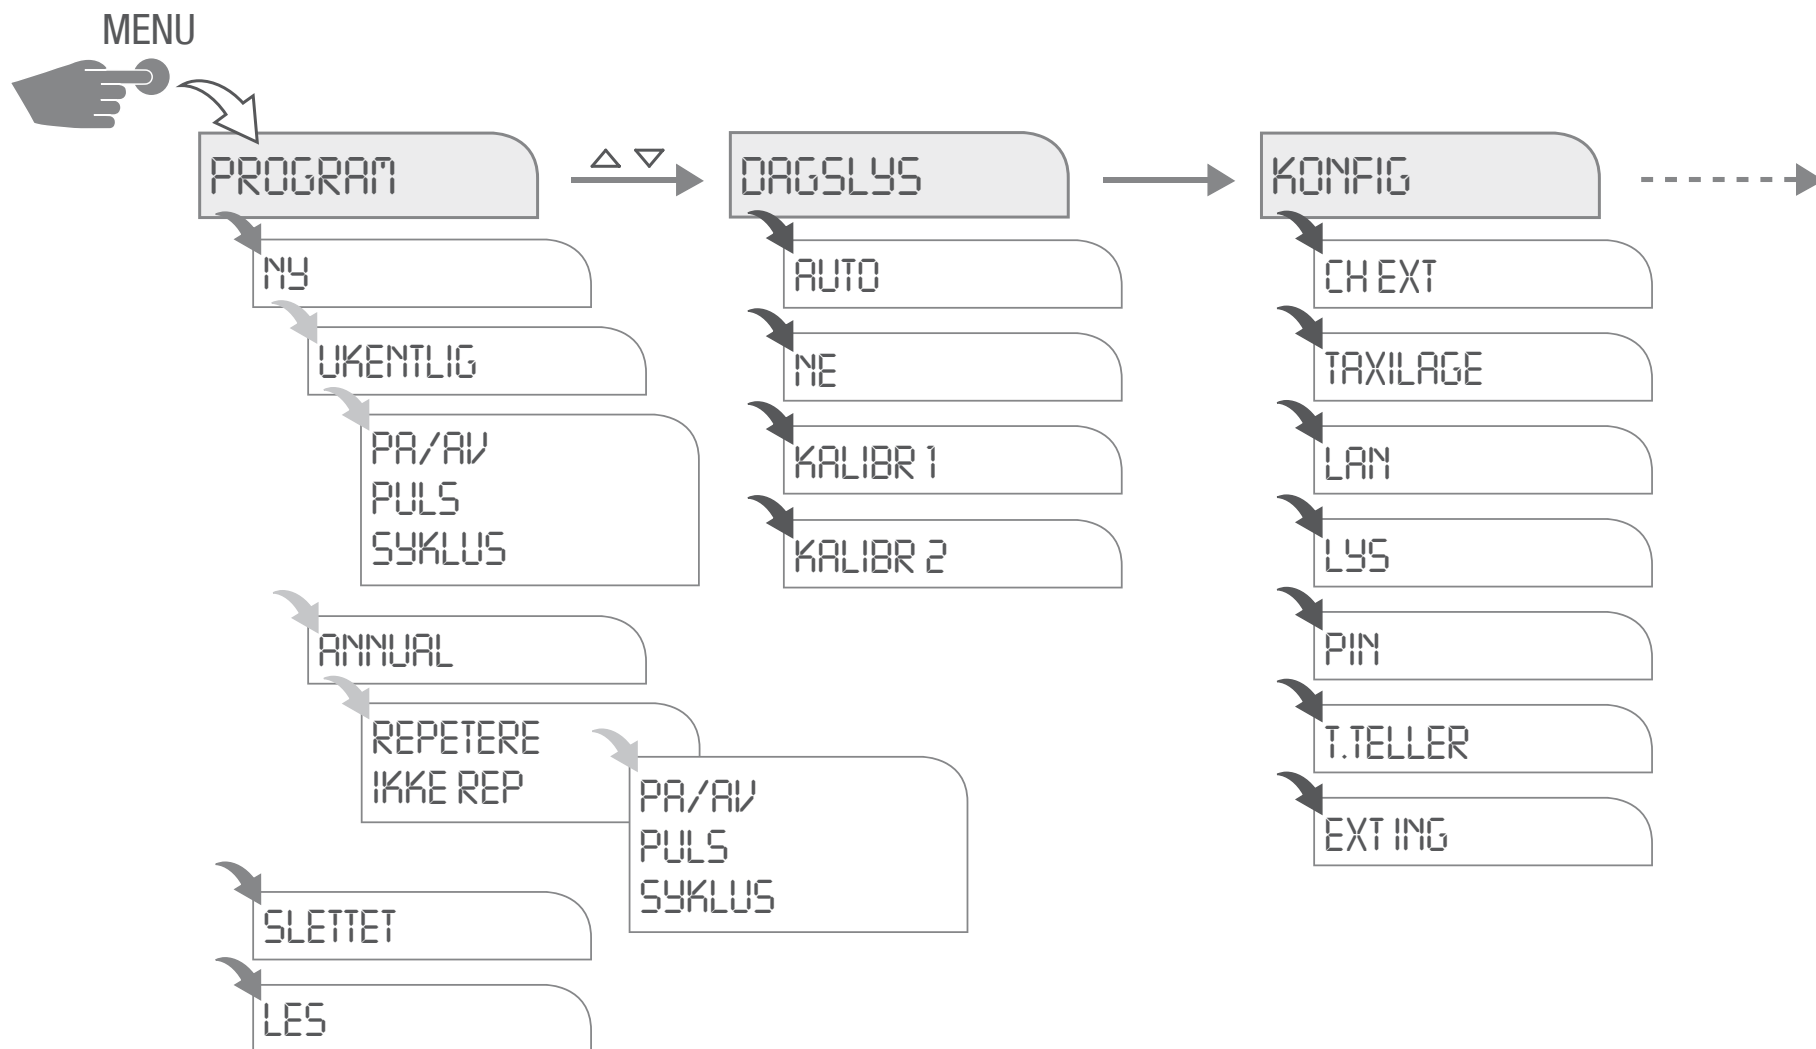 MENU
PROGRAM
NY
UKENTLIG
PA/AV
PULS
SYKLUS
ANNUAL
REPETERE
IKKE REP
PA/AV
PULS
SYKLUS
SLETTET
LES
DAGSLYS
AUTO
NE
KALIBR 1
KALIBR 2
KONFIG
CH EXT
TAXILAGE
LAN
LYS
PIN
T.TELLER
EXT ING